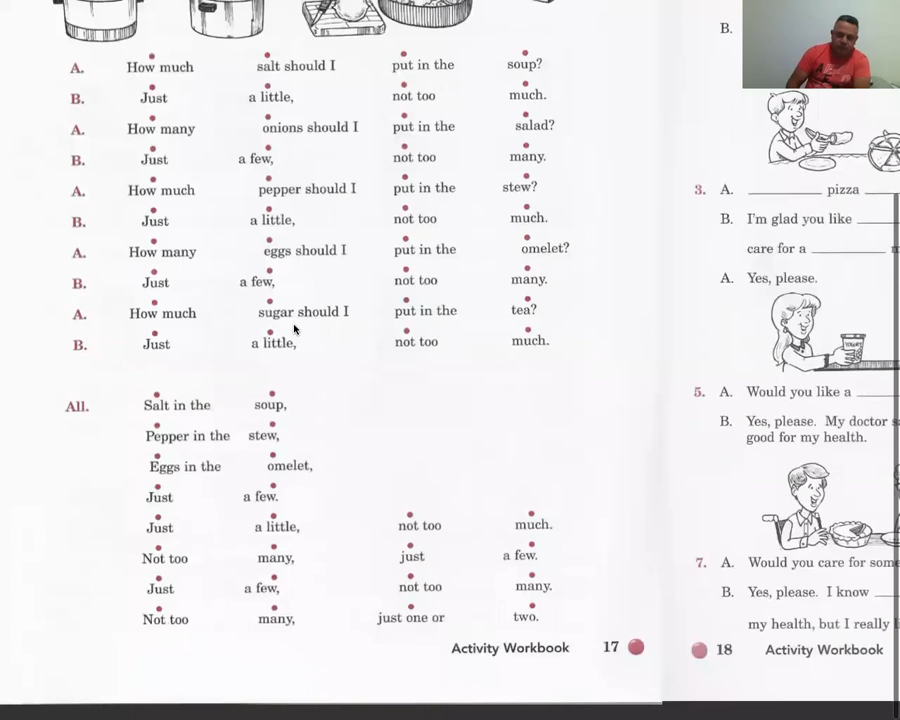 A. How much salt should I put in the soup?
B. Just a little, not too much.
A. How many onions should I put in the salad?
B. Just a few, not too many.
A. How much pepper should I put in the stew?
B. Just a little, not too much.
A. How many eggs should I put in the omelet?
B. Just a few, not too many.
A. How much sugar should I put in the tea?
B. Just a little, not too much.
All. Salt in the soup,
Pepper in the stew,
Eggs in the omelet,
Just a few.
Just a little, not too much.
Not too many, just a few.
Just a few, not too many.
Not too many, just one or two.
Activity Workbook 17
B.
3. A. ________ pizza ____
B. I'm glad you like ____
care for a ________
A. Yes, please.
YOGURT
5. A. Would you like a ____
B. Yes, please. My doctor
good for my health.
7. A. Would you care for some
B. Yes, please. I know ____
my health, but I really
18 Activity Workbook